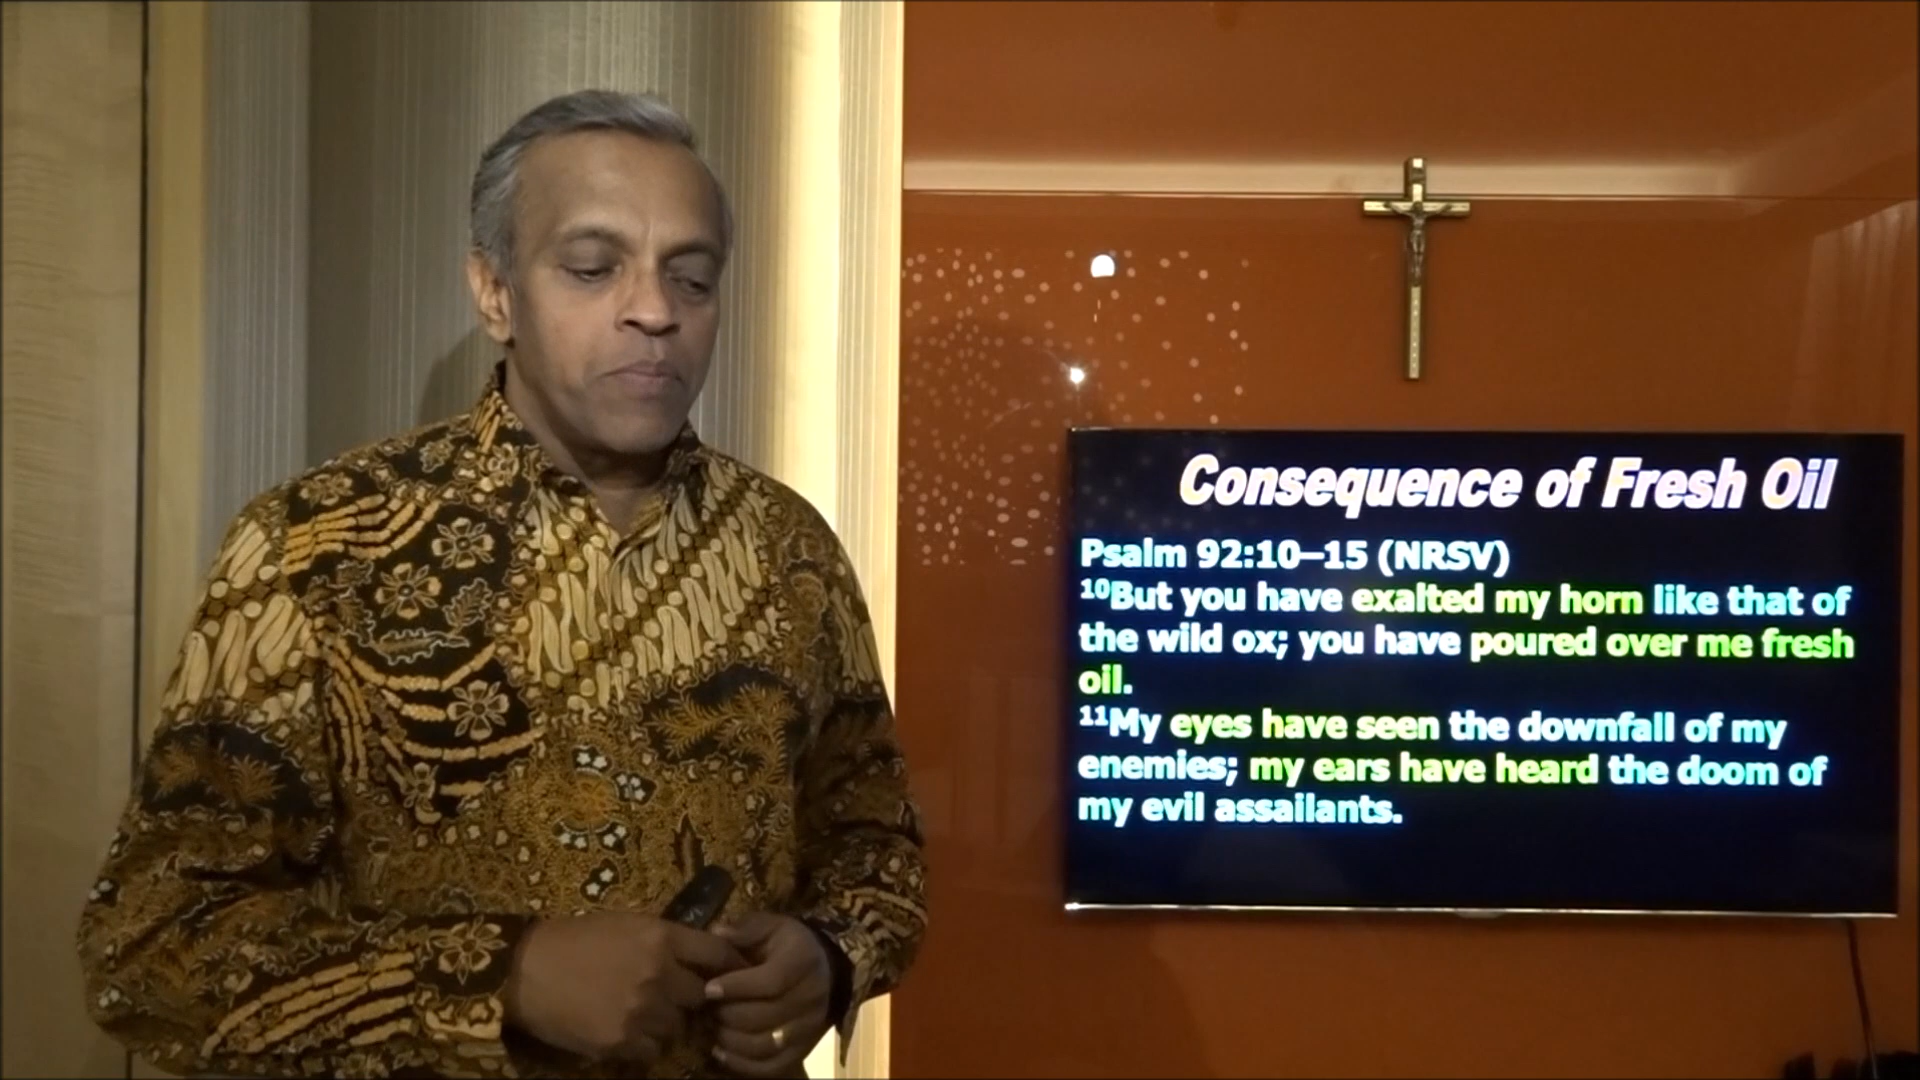 Consequence of Fresh Oil
Psalm 92:10–15 (NRSV)
¹⁰But you have exalted my horn like that of
the wild ox; you have poured over me fresh
oil.
¹¹My eyes have seen the downfall of my
enemies; my ears have heard the doom of
my evil assailants.